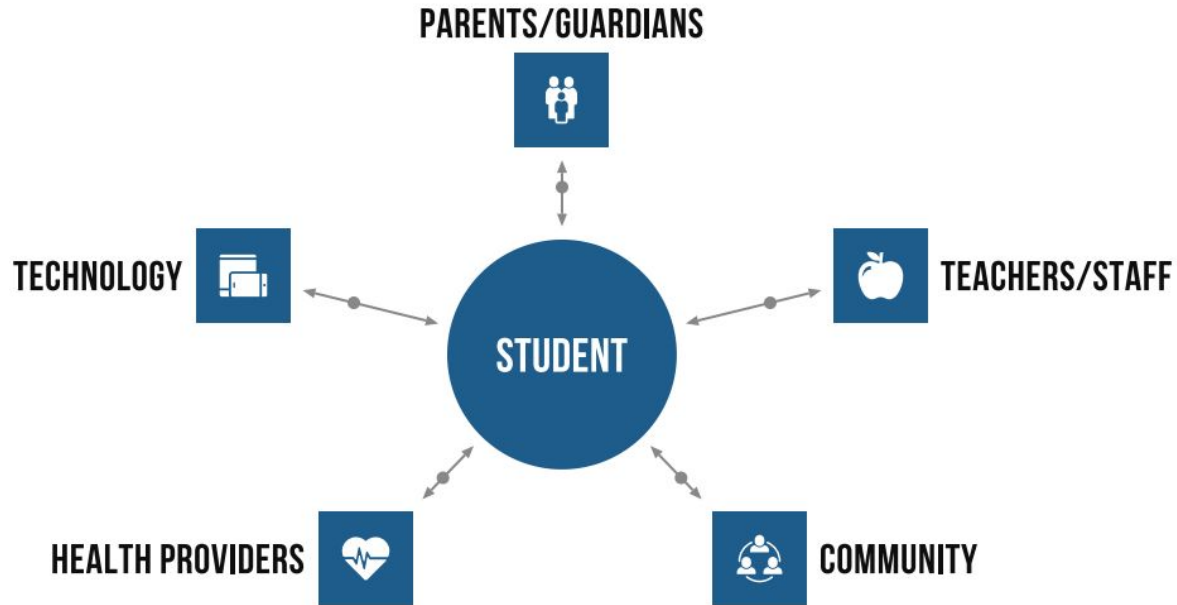 PARENTS/GUARDIANS
TECHNOLOGY
TEACHERS/STAFF
STUDENT
HEALTH PROVIDERS
COMMUNITY